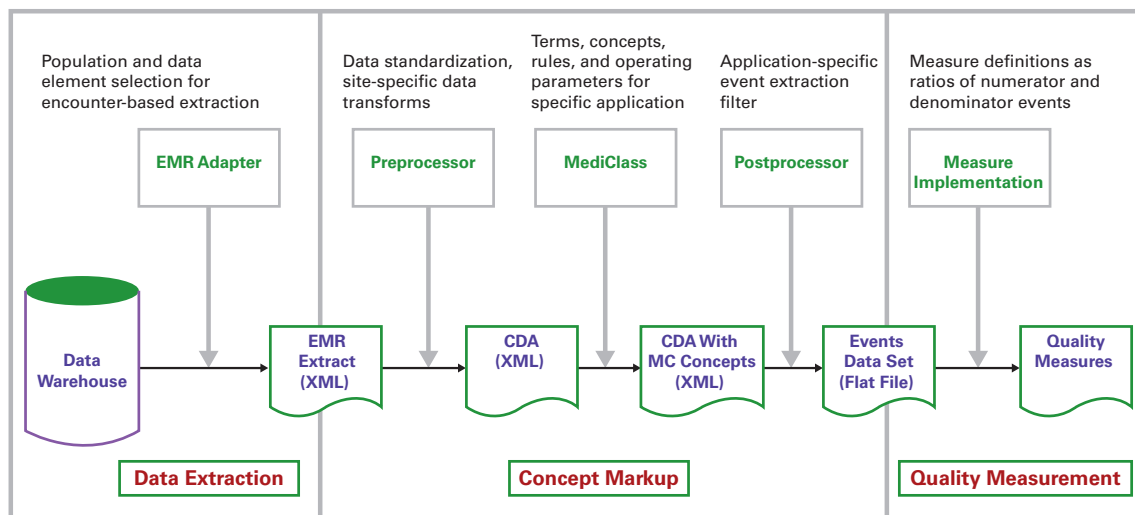 Population and data
element selection for
encounter-based extraction
Data standardization,
site-specific data
transforms
Terms, concepts,
rules, and operating
parameters for
specific application
Application-specific
event extraction
filter
Measure definitions as
ratios of numerator and
denominator events
EMR Adapter
Preprocessor
MediClass
Postprocessor
Measure
Implementation
Data
Warehouse
EMR
Extract
(XML)
CDA
(XML)
CDA With
MC Concepts
(XML)
Events
Data Set
(Flat File)
Quality
Measures
Data Extraction
Concept Markup
Quality Measurement